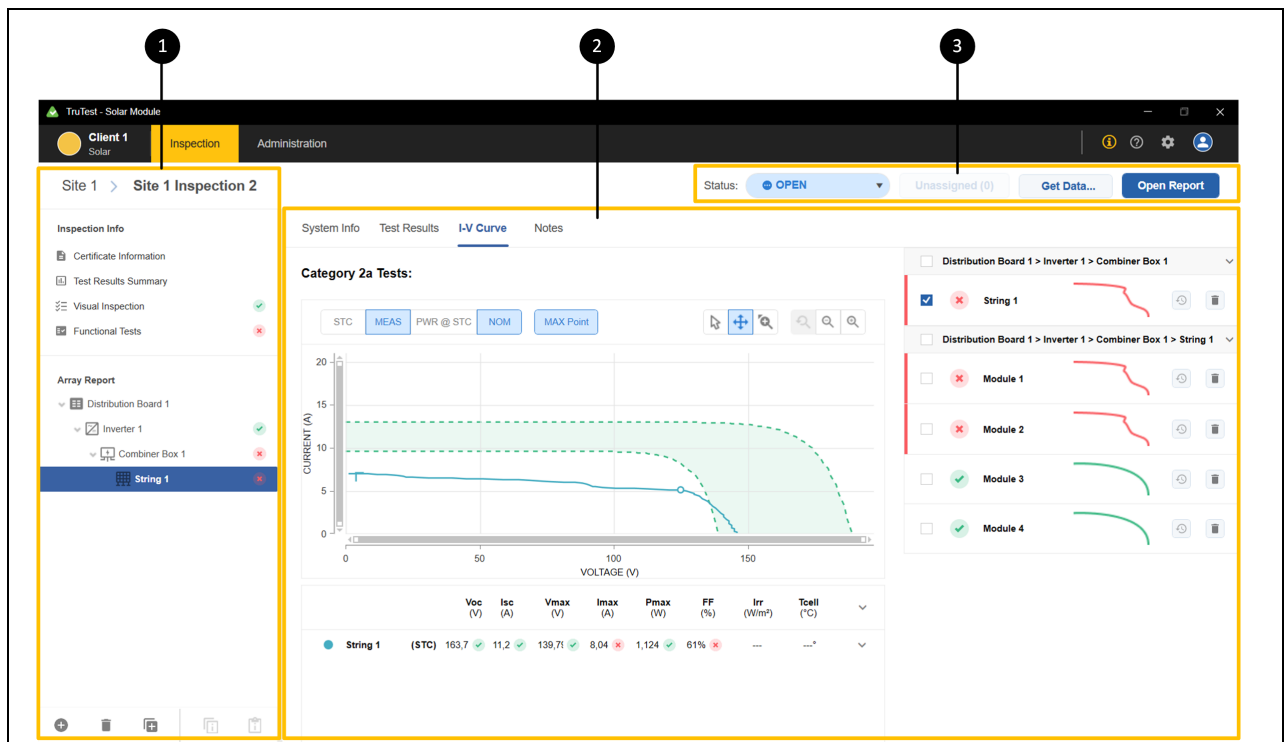 1 2 3
TruTest - Solar Module
Client 1
Solar
Inspection
Administration
Site 1 > Site 1 Inspection 2
Status: OPEN
Unassigned (0)
Get Data...
Open Report
Inspection Info
Certificate Information
Test Results Summary
Visual Inspection
Functional Tests
Array Report
Distribution Board 1
Inverter 1
Combiner Box 1
String 1
System Info Test Results I-V Curve Notes
Category 2a Tests:
STC MEAS PWR @ STC NOM MAX Point
CURRENT (A)
20
15
10
5
0
0 50 100 150
VOLTAGE (V)
Voc Isc Vmax Imax Pmax FF Irr Tcell
(V) (A) (V) (A) (W) (%) (W/m²) (°C)
String 1 (STC) 163,7 11,2 139,79 8,04 1,124 61% --- ---°
Distribution Board 1 > Inverter 1 > Combiner Box 1
String 1
Distribution Board 1 > Inverter 1 > Combiner Box 1 > String 1
Module 1
Module 2
Module 3
Module 4